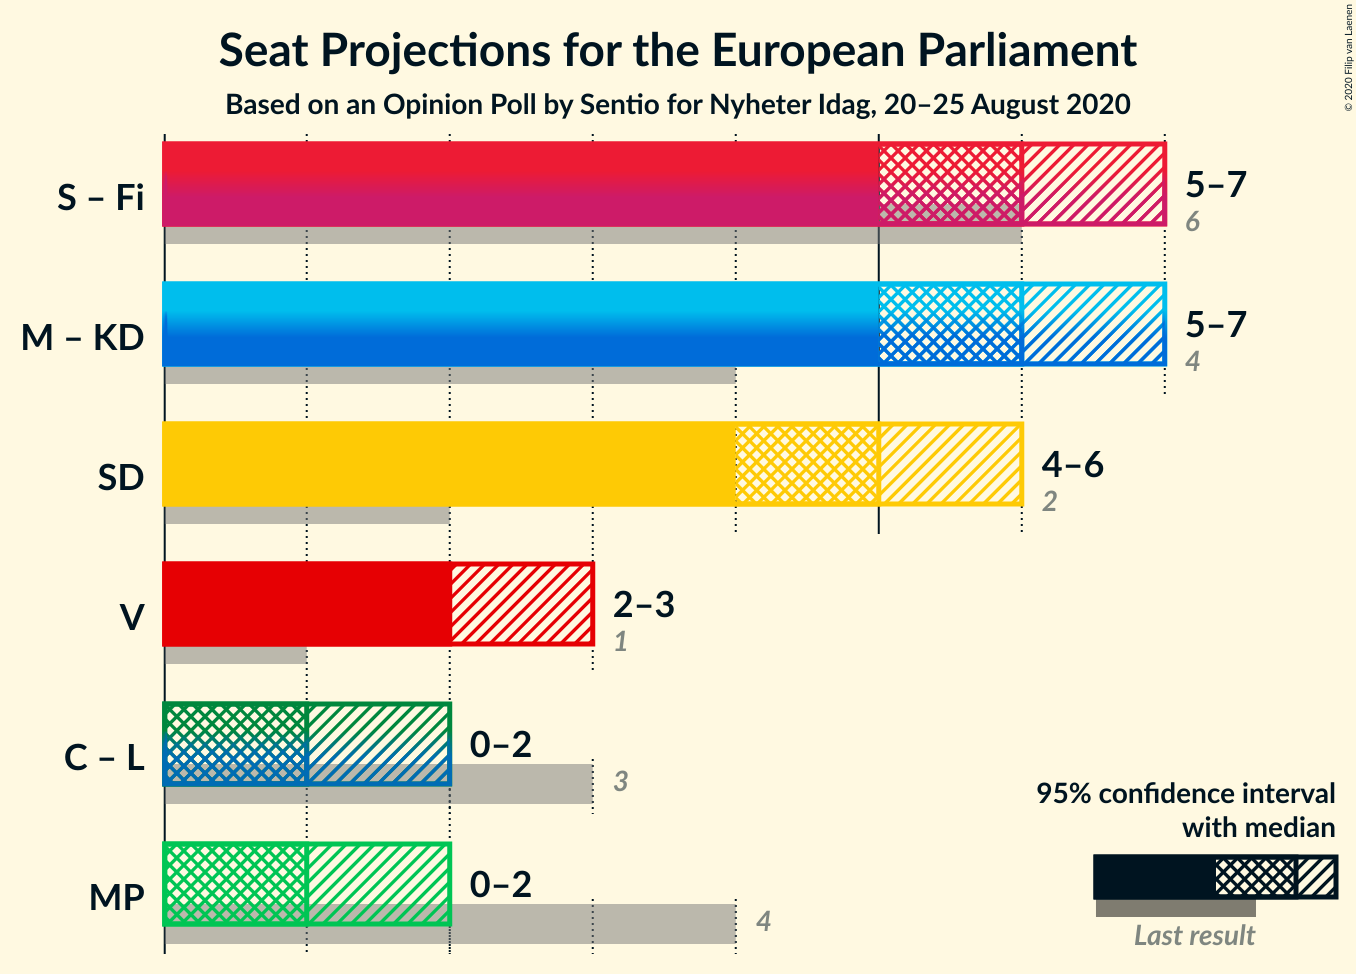 Seat Projections for the European Parliament
Based on an Opinion Poll by Sentio for Nyheter Idag, 20–25 August 2020
© 2020 Filip van Laenen
S – Fi
5–7
6
M – KD
5–7
4
SD
4–6
2
V
2–3
1
C – L
0–2
3
MP
0–2
4
95% confidence interval
with median
Last result